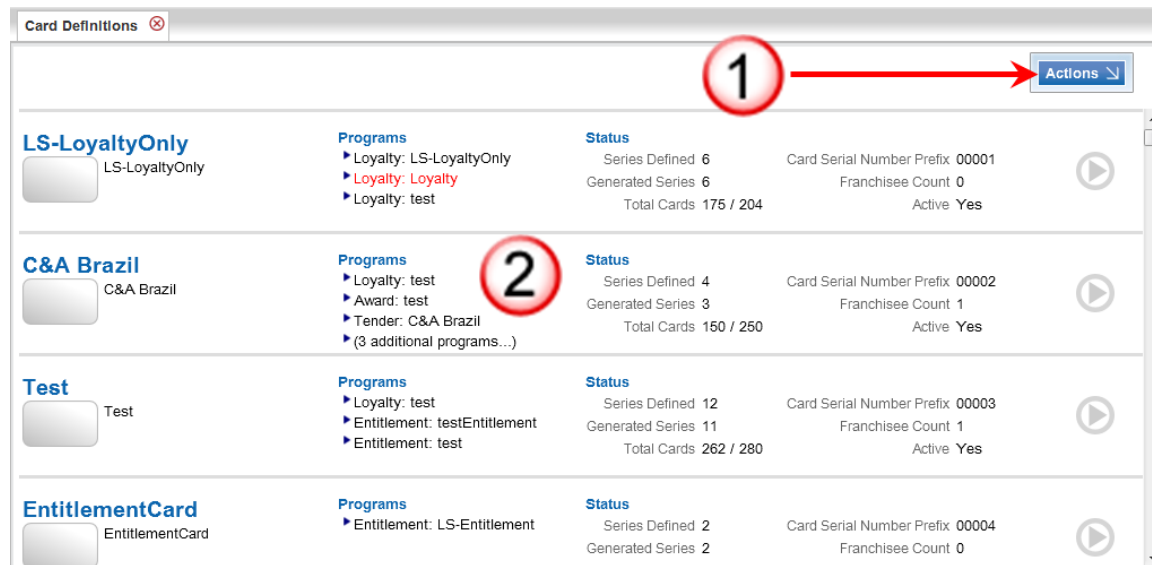 Card Definitions
1
Actions
LS-LoyaltyOnly
LS-LoyaltyOnly
Programs
Loyalty: LS-LoyaltyOnly
Loyalty: Loyalty
Loyalty: test
Status
Series Defined 6
Generated Series 6
Total Cards 175 / 204
Card Serial Number Prefix 00001
Franchisee Count 0
Active Yes
C&A Brazil
C&A Brazil
Programs
Loyalty: test
Award: test
Tender: C&A Brazil
(3 additional programs...)
2
Status
Series Defined 4
Generated Series 3
Total Cards 150 / 250
Card Serial Number Prefix 00002
Franchisee Count 1
Active Yes
Test
Test
Programs
Loyalty: test
Entitlement: testEntitlement
Entitlement: test
Status
Series Defined 12
Generated Series 11
Total Cards 262 / 280
Card Serial Number Prefix 00003
Franchisee Count 1
Active Yes
EntitlementCard
EntitlementCard
Programs
Entitlement: LS-Entitlement
Status
Series Defined 2
Generated Series 2
Card Serial Number Prefix 00004
Franchisee Count 0